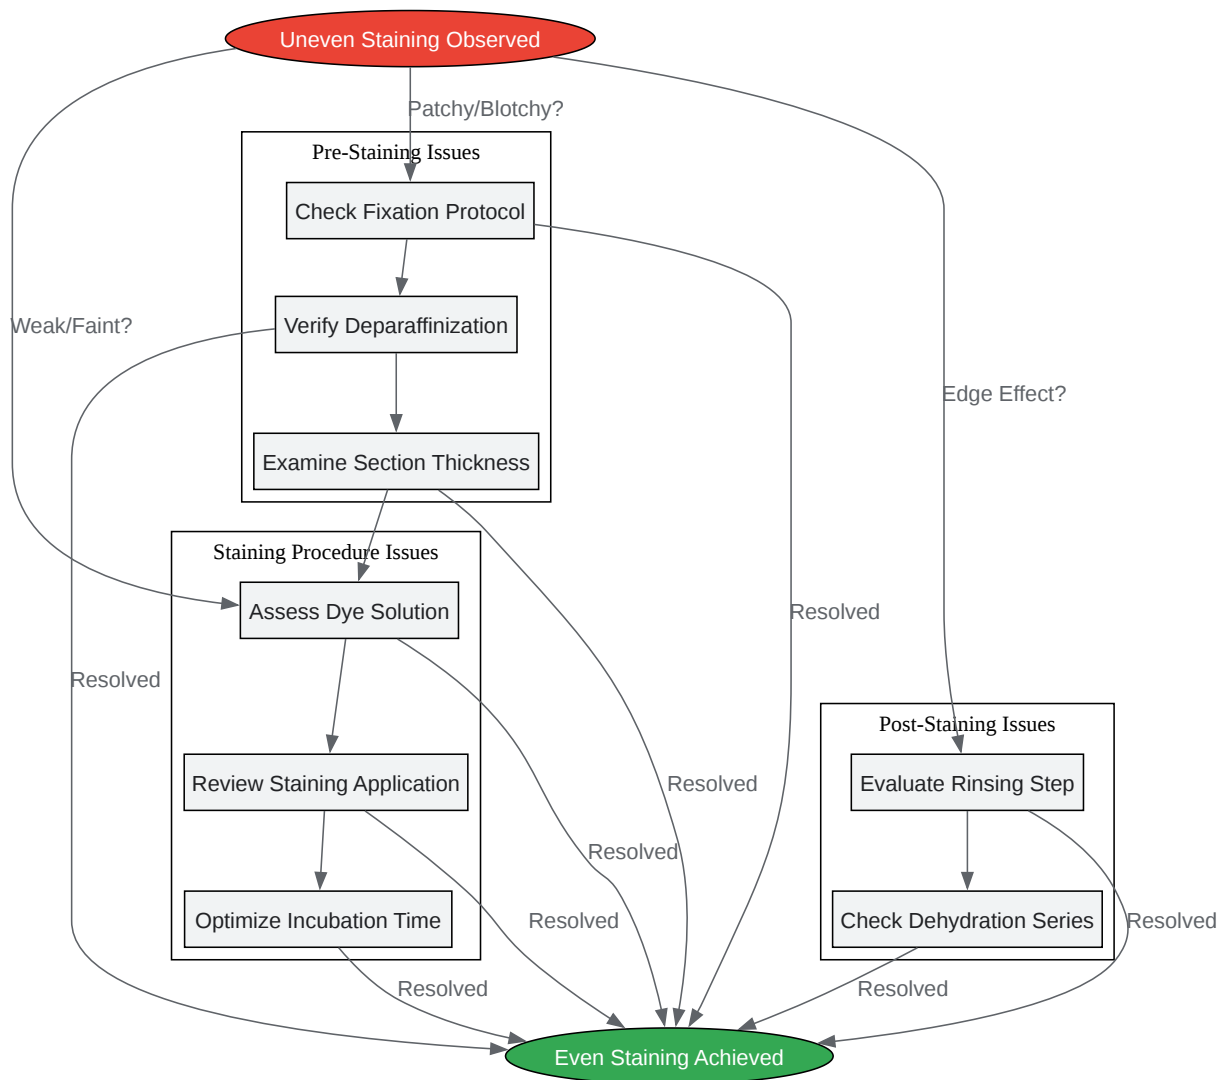 Uneven Staining Observed
Patchy/Blotchy?
Pre-Staining Issues
Check Fixation Protocol
Weak/Faint?
Verify Deparaffinization
Edge Effect?
Examine Section Thickness
Staining Procedure Issues
Assess Dye Solution
Resolved
Resolved
Post-Staining Issues
Review Staining Application
Resolved
Evaluate Rinsing Step
Resolved
Optimize Incubation Time
Resolved
Check Dehydration Series
Resolved
Resolved
Resolved
Even Staining Achieved